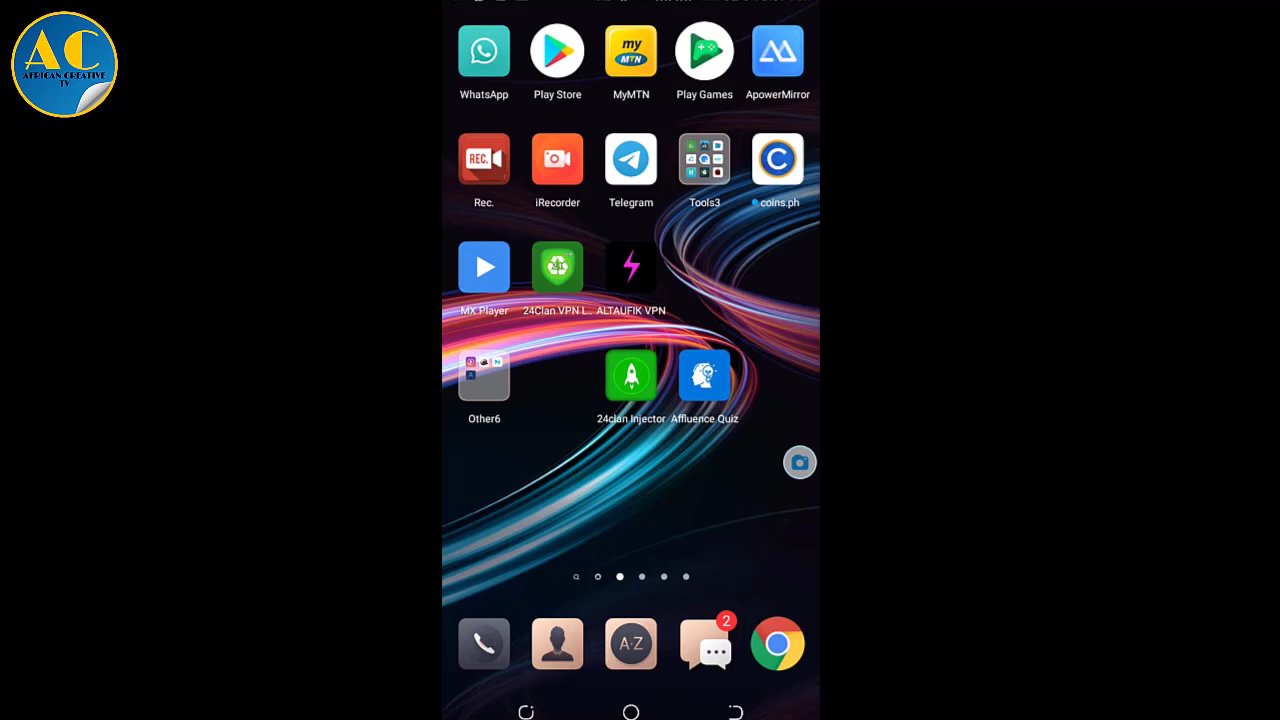 AC
AFRICAN CREATIVE
TV
my
MTN
WhatsApp
Play Store
MyMTN
Play Games
ApowerMirror
REC.
C
Rec.
iRecorder
Telegram
Tools3
coins.ph
MX Player
24Clan VPN L..
ALTAUFIK VPN
Other6
24clan Injector
Affluence Quiz
A-Z
2